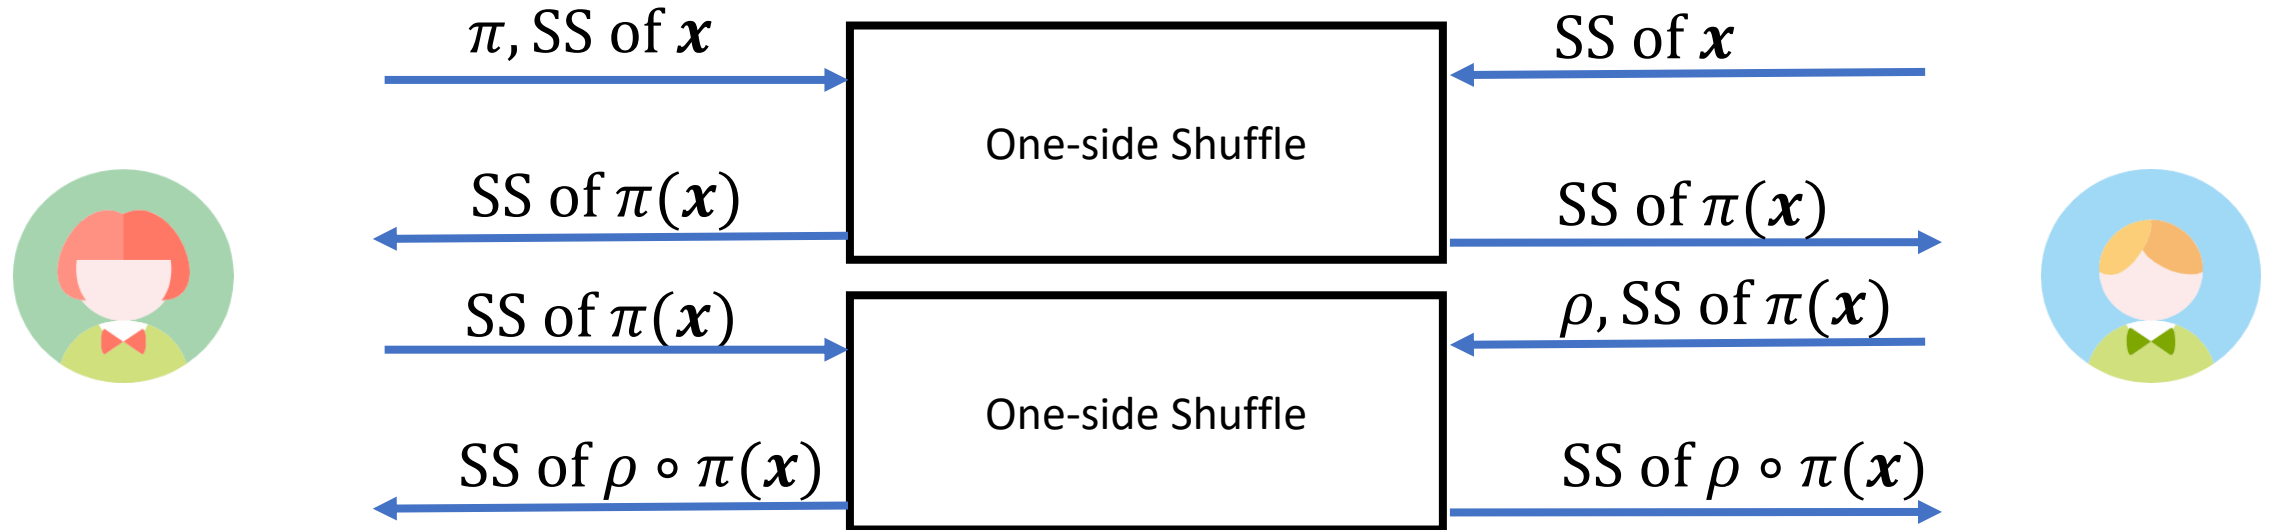 π, SS of x
SS of x
One-side Shuffle
SS of π(x)
SS of π(x)
SS of π(x)
ρ, SS of π(x)
One-side Shuffle
SS of ρ ∘ π(x)
SS of ρ ∘ π(x)